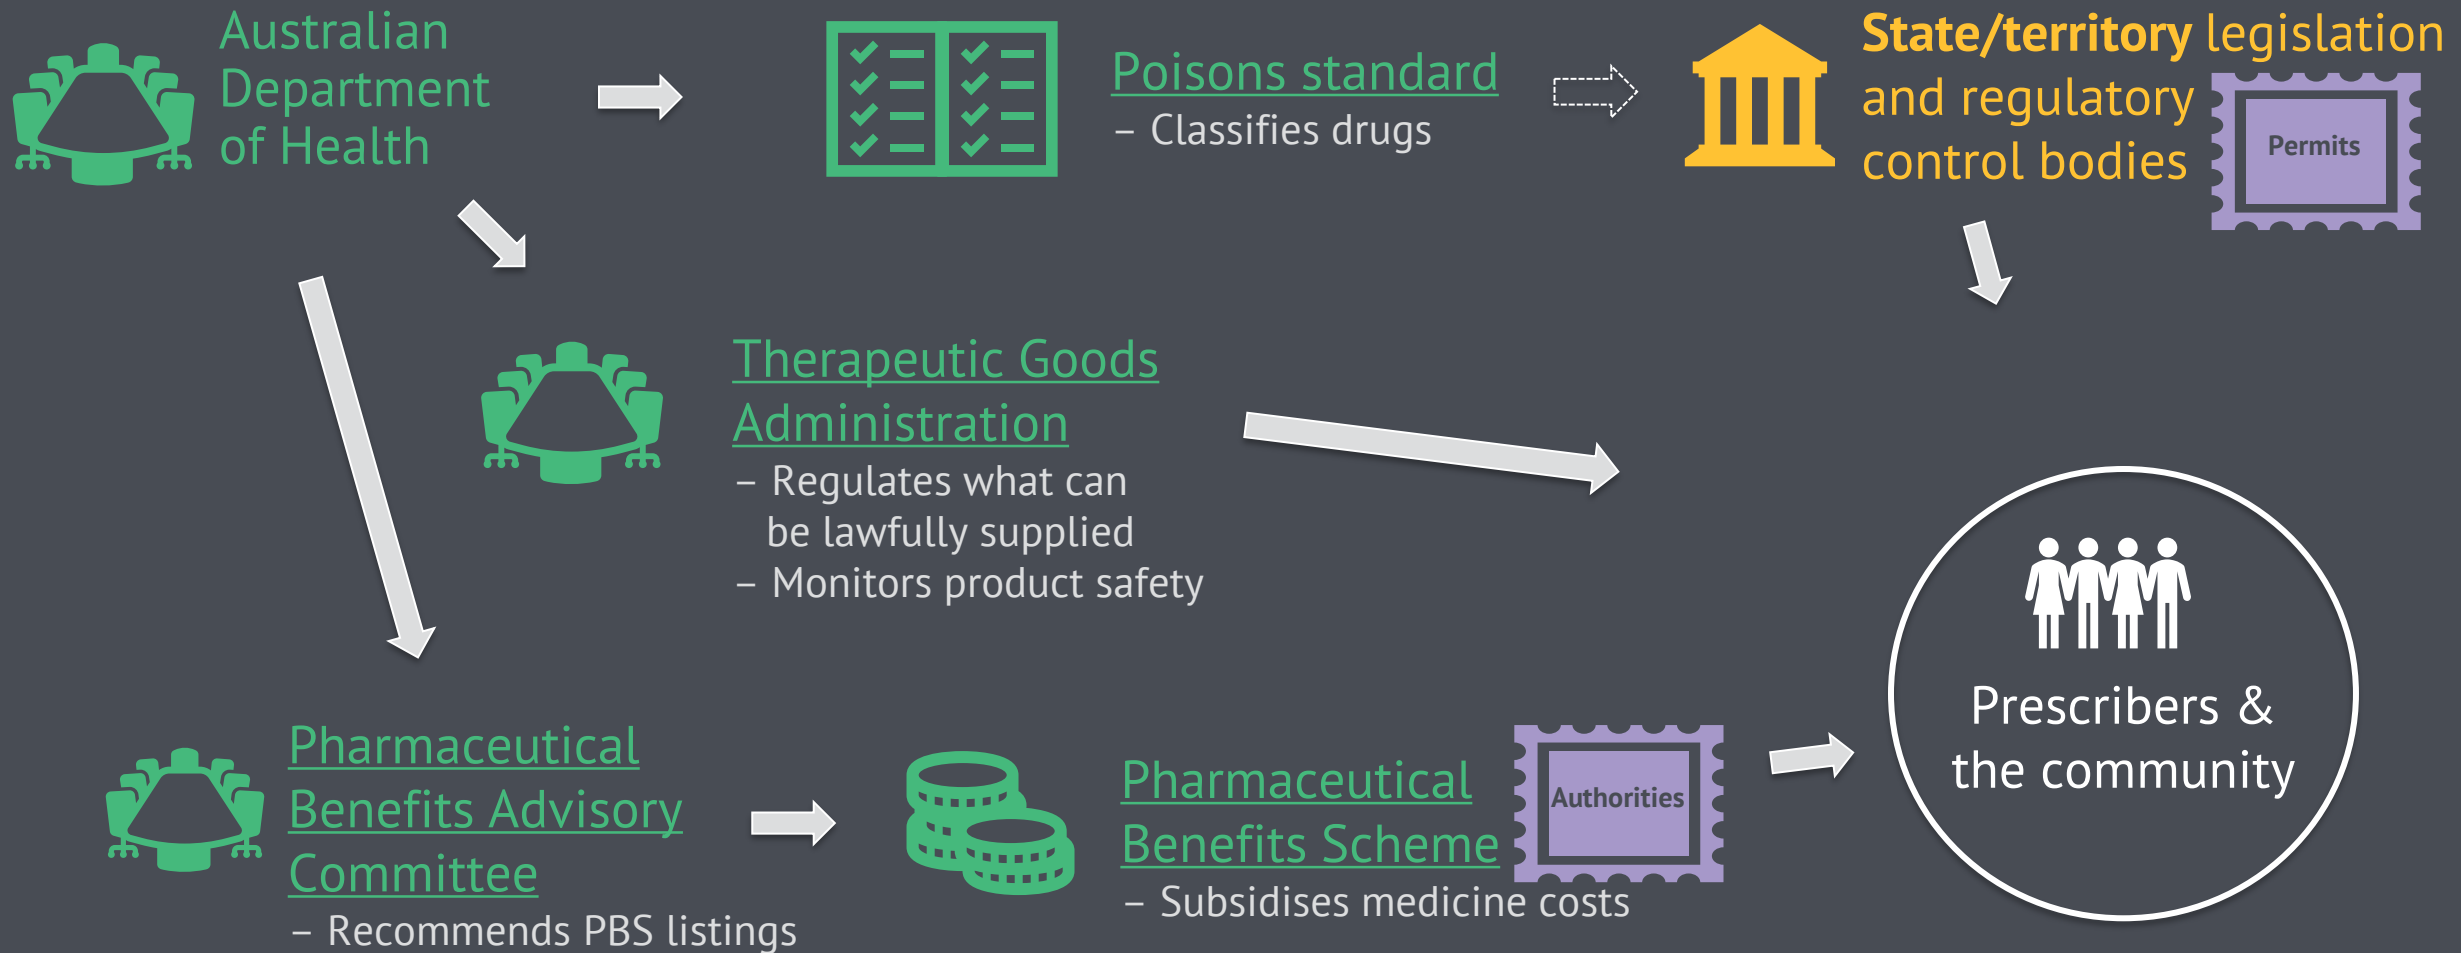 Australian
Department
of Health
Poisons standard
– Classifies drugs
State/territory legislation
and regulatory
control bodies
Permits
Therapeutic Goods
Administration
– Regulates what can
be lawfully supplied
– Monitors product safety
Pharmaceutical
Benefits Advisory
Committee
– Recommends PBS listings
Pharmaceutical
Benefits Scheme
– Subsidises medicine costs
Authorities
Prescribers &
the community